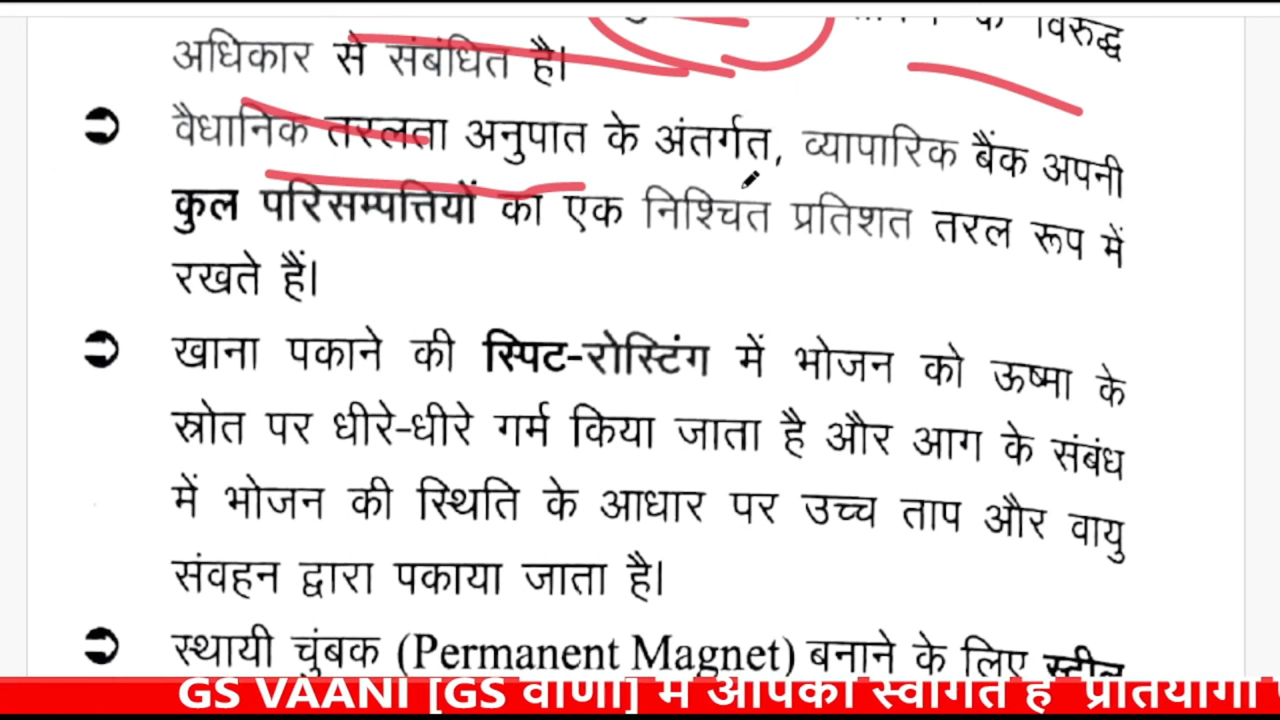 के विरुद्ध
अधिकार से संबंधित है।
➲ वैधानिक तरलता अनुपात के अंतर्गत, व्यापारिक बैंक अपनी
कुल परिसम्पत्तियों का एक निश्चित प्रतिशत तरल रूप में
रखते हैं।
➲ खाना पकाने की स्पिट-रोस्टिंग में भोजन को ऊष्मा के
स्रोत पर धीरे-धीरे गर्म किया जाता है और आग के संबंध
में भोजन की स्थिति के आधार पर उच्च ताप और वायु
संवहन द्वारा पकाया जाता है।
➲ स्थायी चुंबक (Permanent Magnet) बनाने के लिए स्टील
GS VAANI [GS वाणी] में आपका स्वागत है